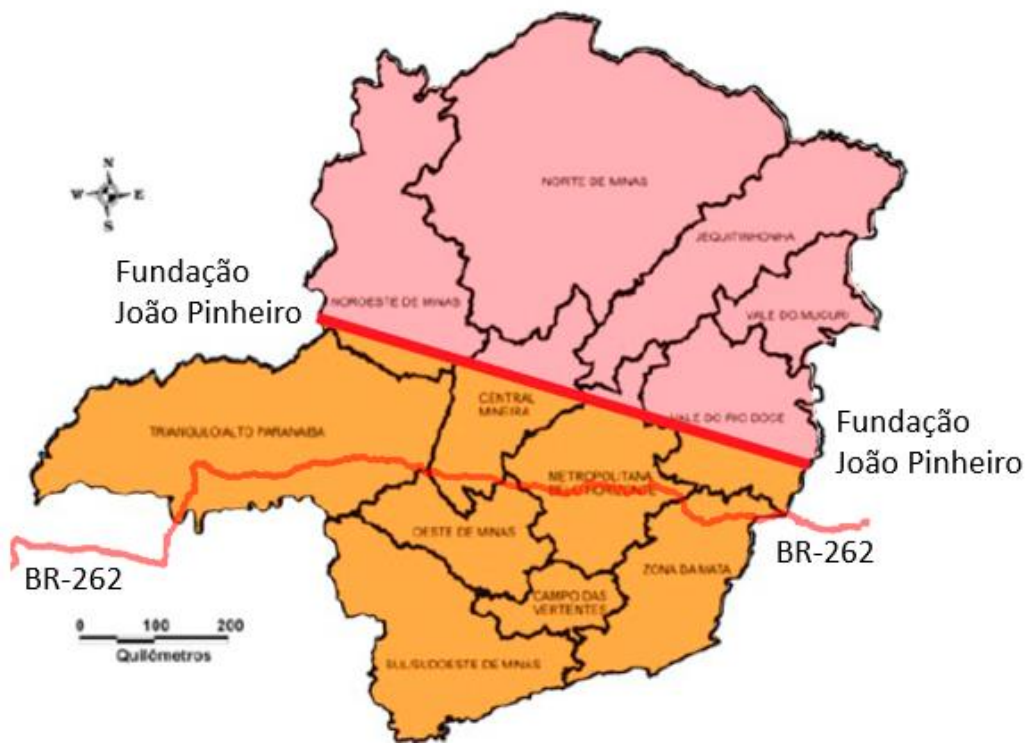 N
W E
S
NORTE DE MINAS
JEQUITINHONHA
Fundação
João Pinheiro
NOROESTE DE MINAS
VALE DO MUCURI
CENTRAL
MINEIRA
VALE DO RIO DOCE
Fundação
João Pinheiro
TRIANGULO/ALTO PARANAIBA
METROPOLITANA
OESTE DE MINAS
BR-262
BR-262
ZONA DA MATA
CAMPO DAS
VERTENTES
0 100 200
Quilômetros
SUL/SUDOESTE DE MINAS